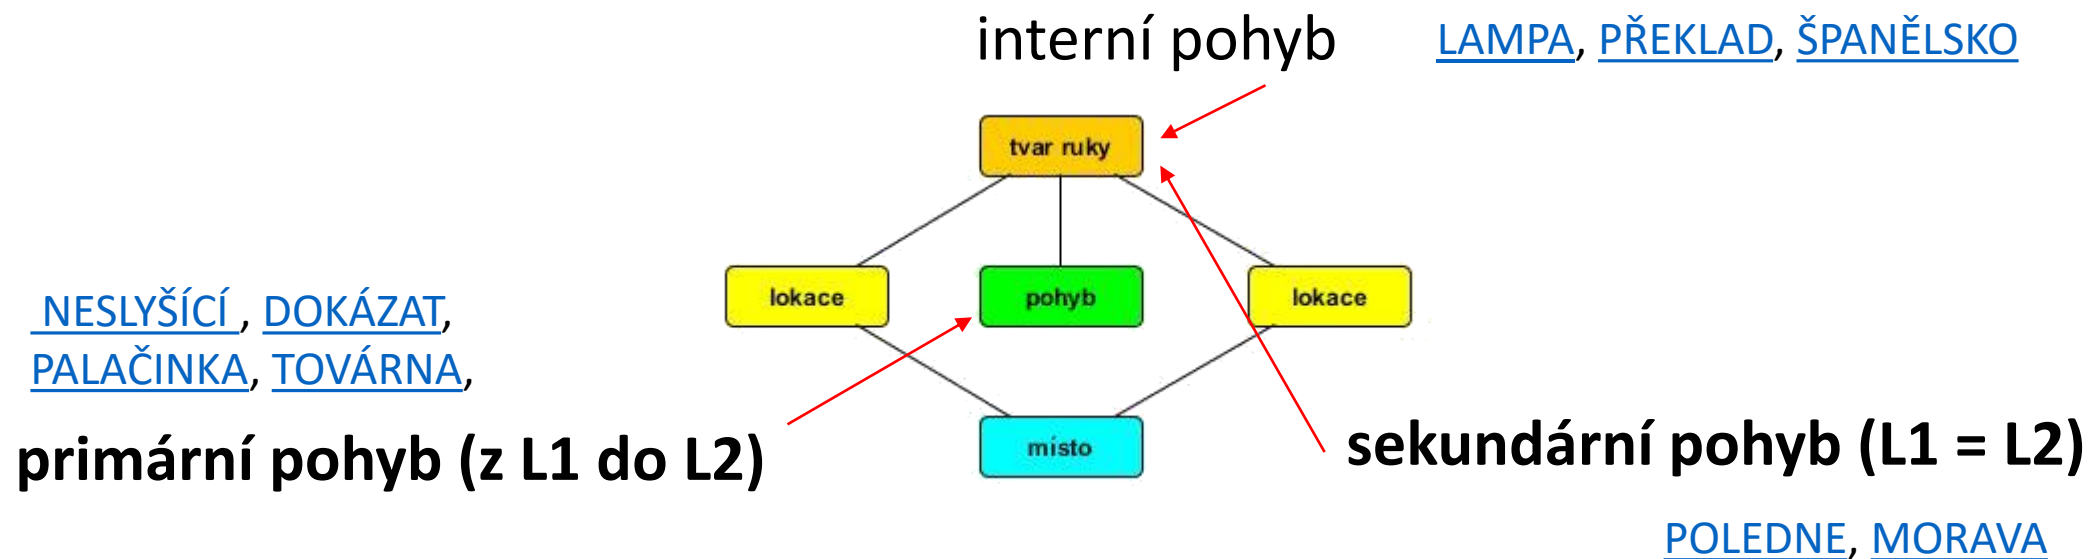 interní pohyb
LAMPA, PŘEKLAD, ŠPANĚLSKO
tvar ruky
lokace
pohyb
lokace
NESLYŠÍCÍ , DOKÁZAT,
PALAČINKA, TOVÁRNA,
místo
primární pohyb (z L1 do L2)
sekundární pohyb (L1 = L2)
POLEDNE, MORAVA